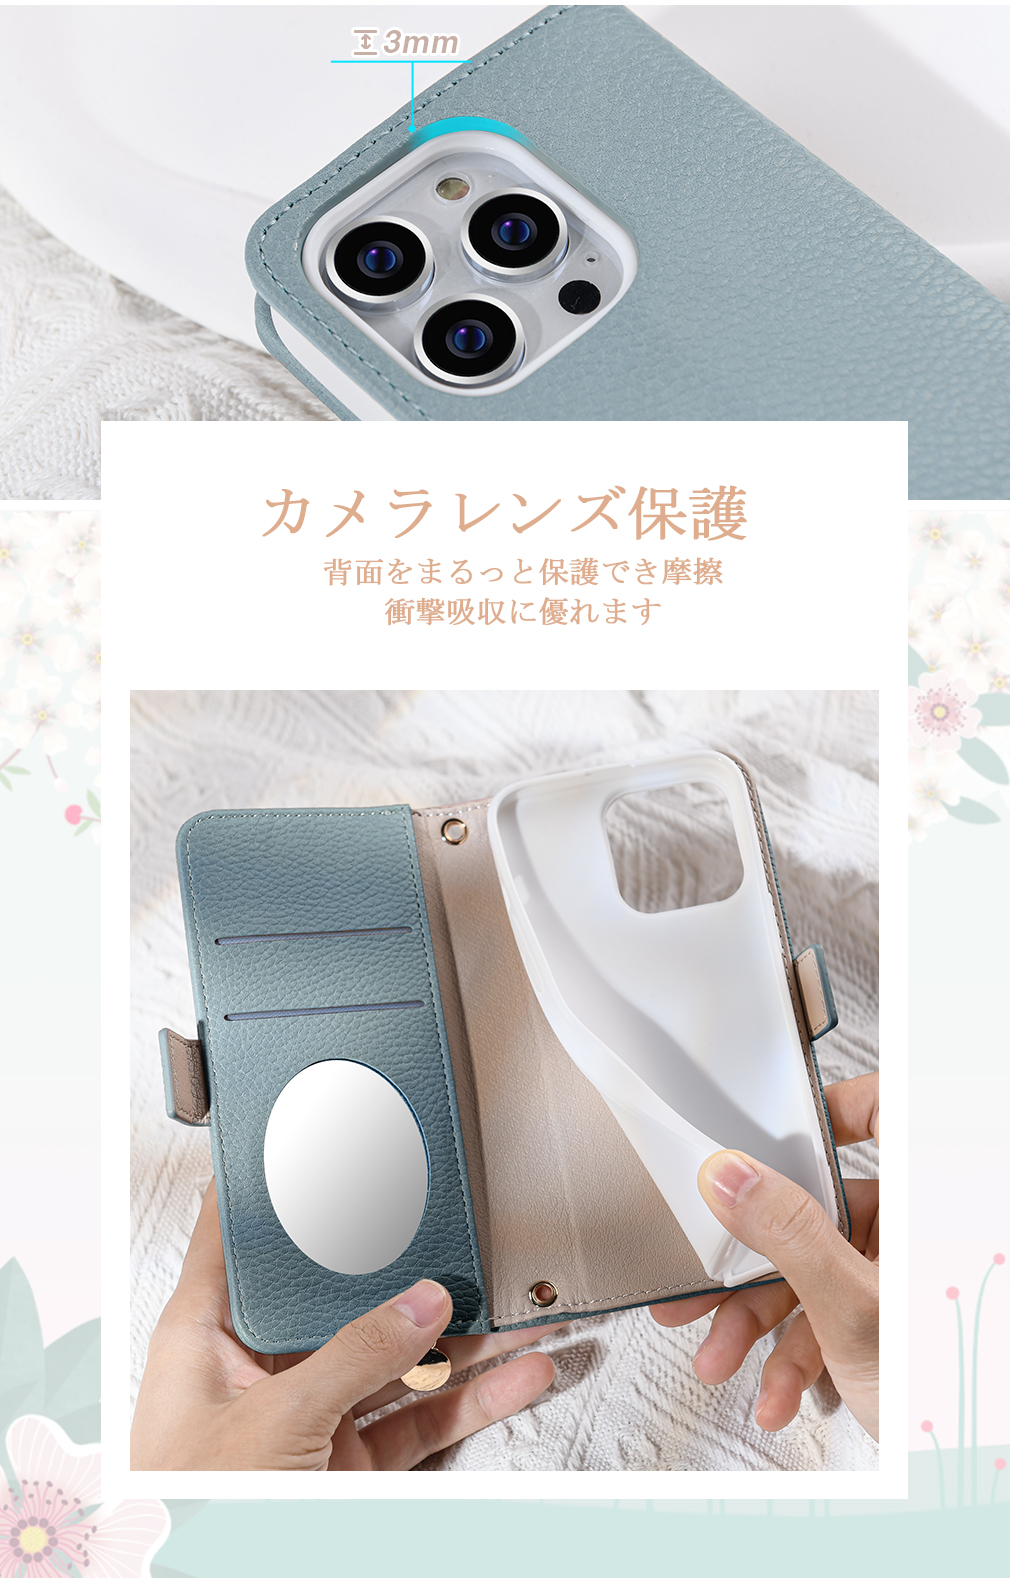 3mm
カメラレンズ保護
背面をまるっと保護でき摩擦
衝撃吸収に優れます